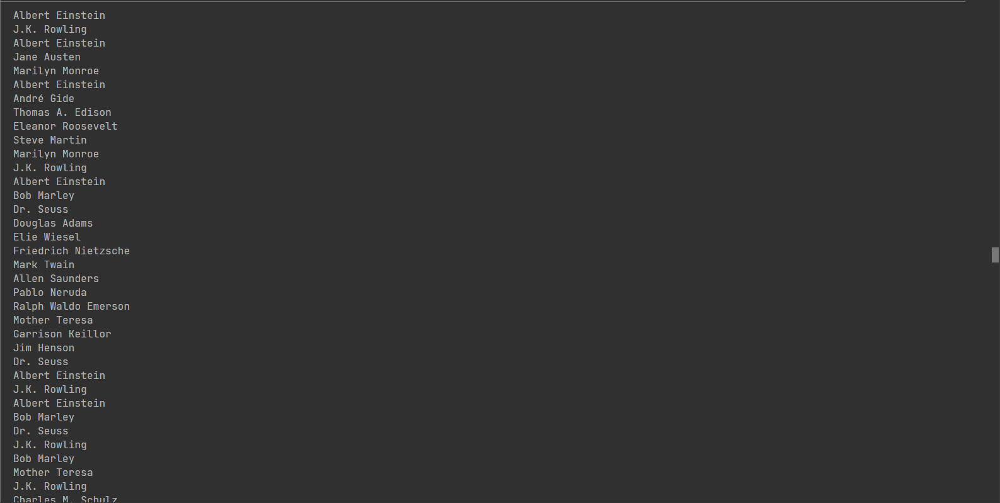 Albert Einstein
J.K. Rowling
Albert Einstein
Jane Austen
Marilyn Monroe
Albert Einstein
André Gide
Thomas A. Edison
Eleanor Roosevelt
Steve Martin
Marilyn Monroe
J.K. Rowling
Albert Einstein
Bob Marley
Dr. Seuss
Douglas Adams
Elie Wiesel
Friedrich Nietzsche
Mark Twain
Allen Saunders
Pablo Neruda
Ralph Waldo Emerson
Mother Teresa
Garrison Keillor
Jim Henson
Dr. Seuss
Albert Einstein
J.K. Rowling
Albert Einstein
Bob Marley
Dr. Seuss
J.K. Rowling
Bob Marley
Mother Teresa
J.K. Rowling
Charles M. Schulz